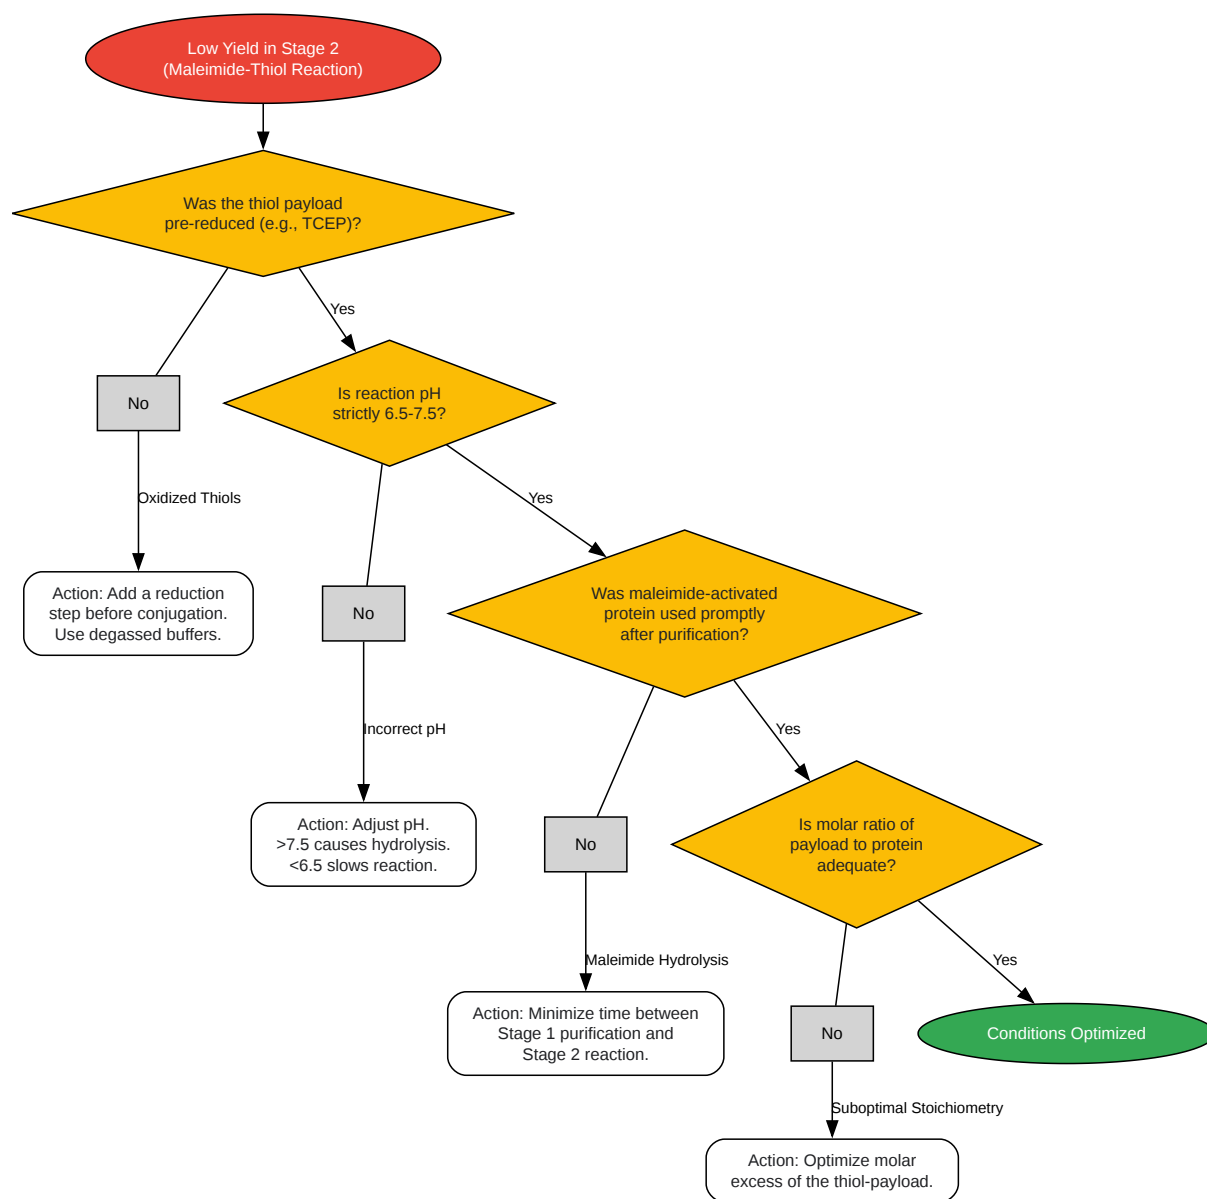 Low Yield in Stage 2
(Maleimide-Thiol Reaction)
Was the thiol payload
pre-reduced (e.g., TCEP)?
Yes
No
Is reaction pH
strictly 6.5-7.5?
Oxidized Thiols
Yes
Action: Add a reduction
step before conjugation.
Use degassed buffers.
No
Was maleimide-activated
protein used promptly
after purification?
Incorrect pH
Yes
Action: Adjust pH.
>7.5 causes hydrolysis.
<6.5 slows reaction.
No
Is molar ratio of
payload to protein
adequate?
Maleimide Hydrolysis
Yes
Action: Minimize time between
Stage 1 purification and
Stage 2 reaction.
No
Conditions Optimized
Suboptimal Stoichiometry
Action: Optimize molar
excess of the thiol-payload.